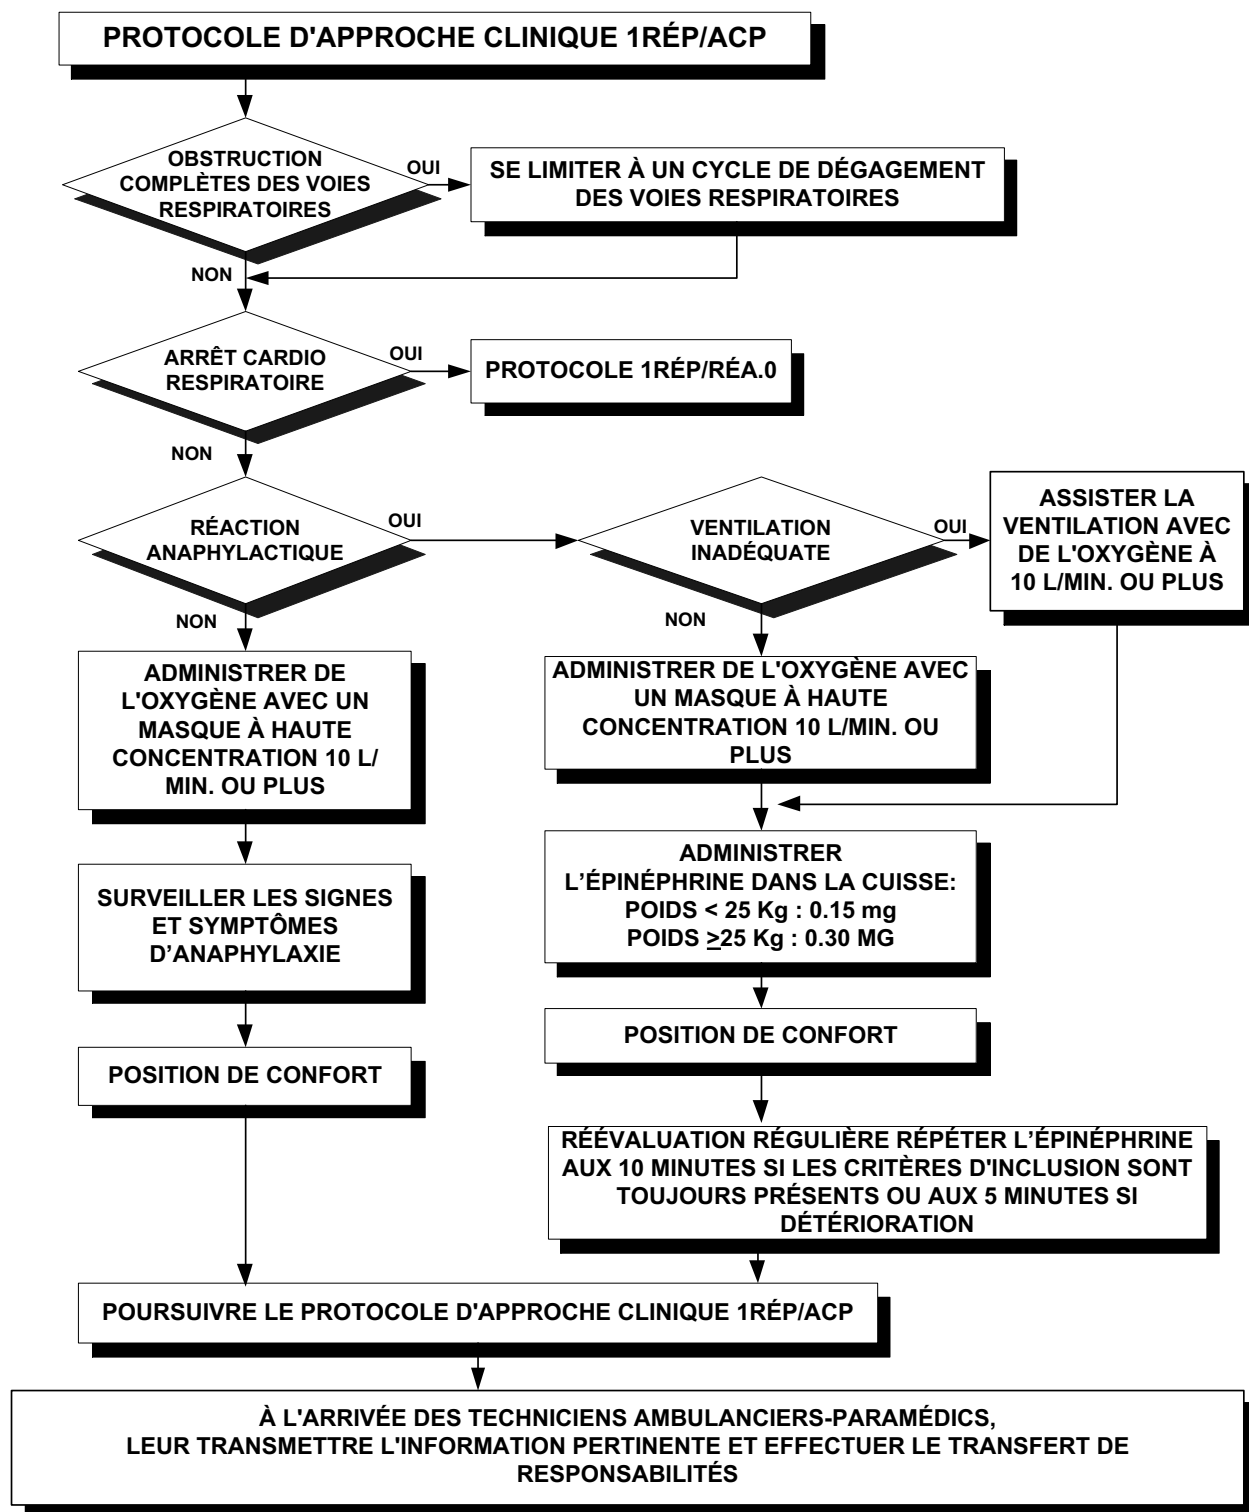 PROTOCOLE D'APPROCHE CLINIQUE 1RÉP/ACP
OBSTRUCTION
COMPLÈTES DES VOIES
RESPIRATOIRES
OUI
SE LIMITER À UN CYCLE DE DÉGAGEMENT
DES VOIES RESPIRATOIRES
NON
ARRÊT CARDIO
RESPIRATOIRE
OUI
PROTOCOLE 1RÉP/RÉA.0
NON
RÉACTION
ANAPHYLACTIQUE
OUI
VENTILATION
INADÉQUATE
OUI
ASSISTER LA
VENTILATION AVEC
DE L'OXYGÈNE À
10 L/MIN. OU PLUS
NON
NON
ADMINISTRER DE
L'OXYGÈNE AVEC UN
MASQUE À HAUTE
CONCENTRATION 10 L/
MIN. OU PLUS
ADMINISTRER DE L'OXYGÈNE AVEC
UN MASQUE À HAUTE
CONCENTRATION 10 L/MIN. OU
PLUS
SURVEILLER LES SIGNES
ET SYMPTÔMES
D’ANAPHYLAXIE
ADMINISTRER
L’ÉPINÉPHRINE DANS LA CUISSE:
POIDS < 25 Kg : 0.15 mg
POIDS >25 Kg : 0.30 MG
POSITION DE CONFORT
POSITION DE CONFORT
RÉÉVALUATION RÉGULIÈRE RÉPÉTER L’ÉPINÉPHRINE
AUX 10 MINUTES SI LES CRITÈRES D'INCLUSION SONT
TOUJOURS PRÉSENTS OU AUX 5 MINUTES SI
DÉTÉRIORATION
POURSUIVRE LE PROTOCOLE D'APPROCHE CLINIQUE 1RÉP/ACP
À L'ARRIVÉE DES TECHNICIENS AMBULANCIERS-PARAMÉDICS,
LEUR TRANSMETTRE L'INFORMATION PERTINENTE ET EFFECTUER LE TRANSFERT DE
RESPONSABILITÉS